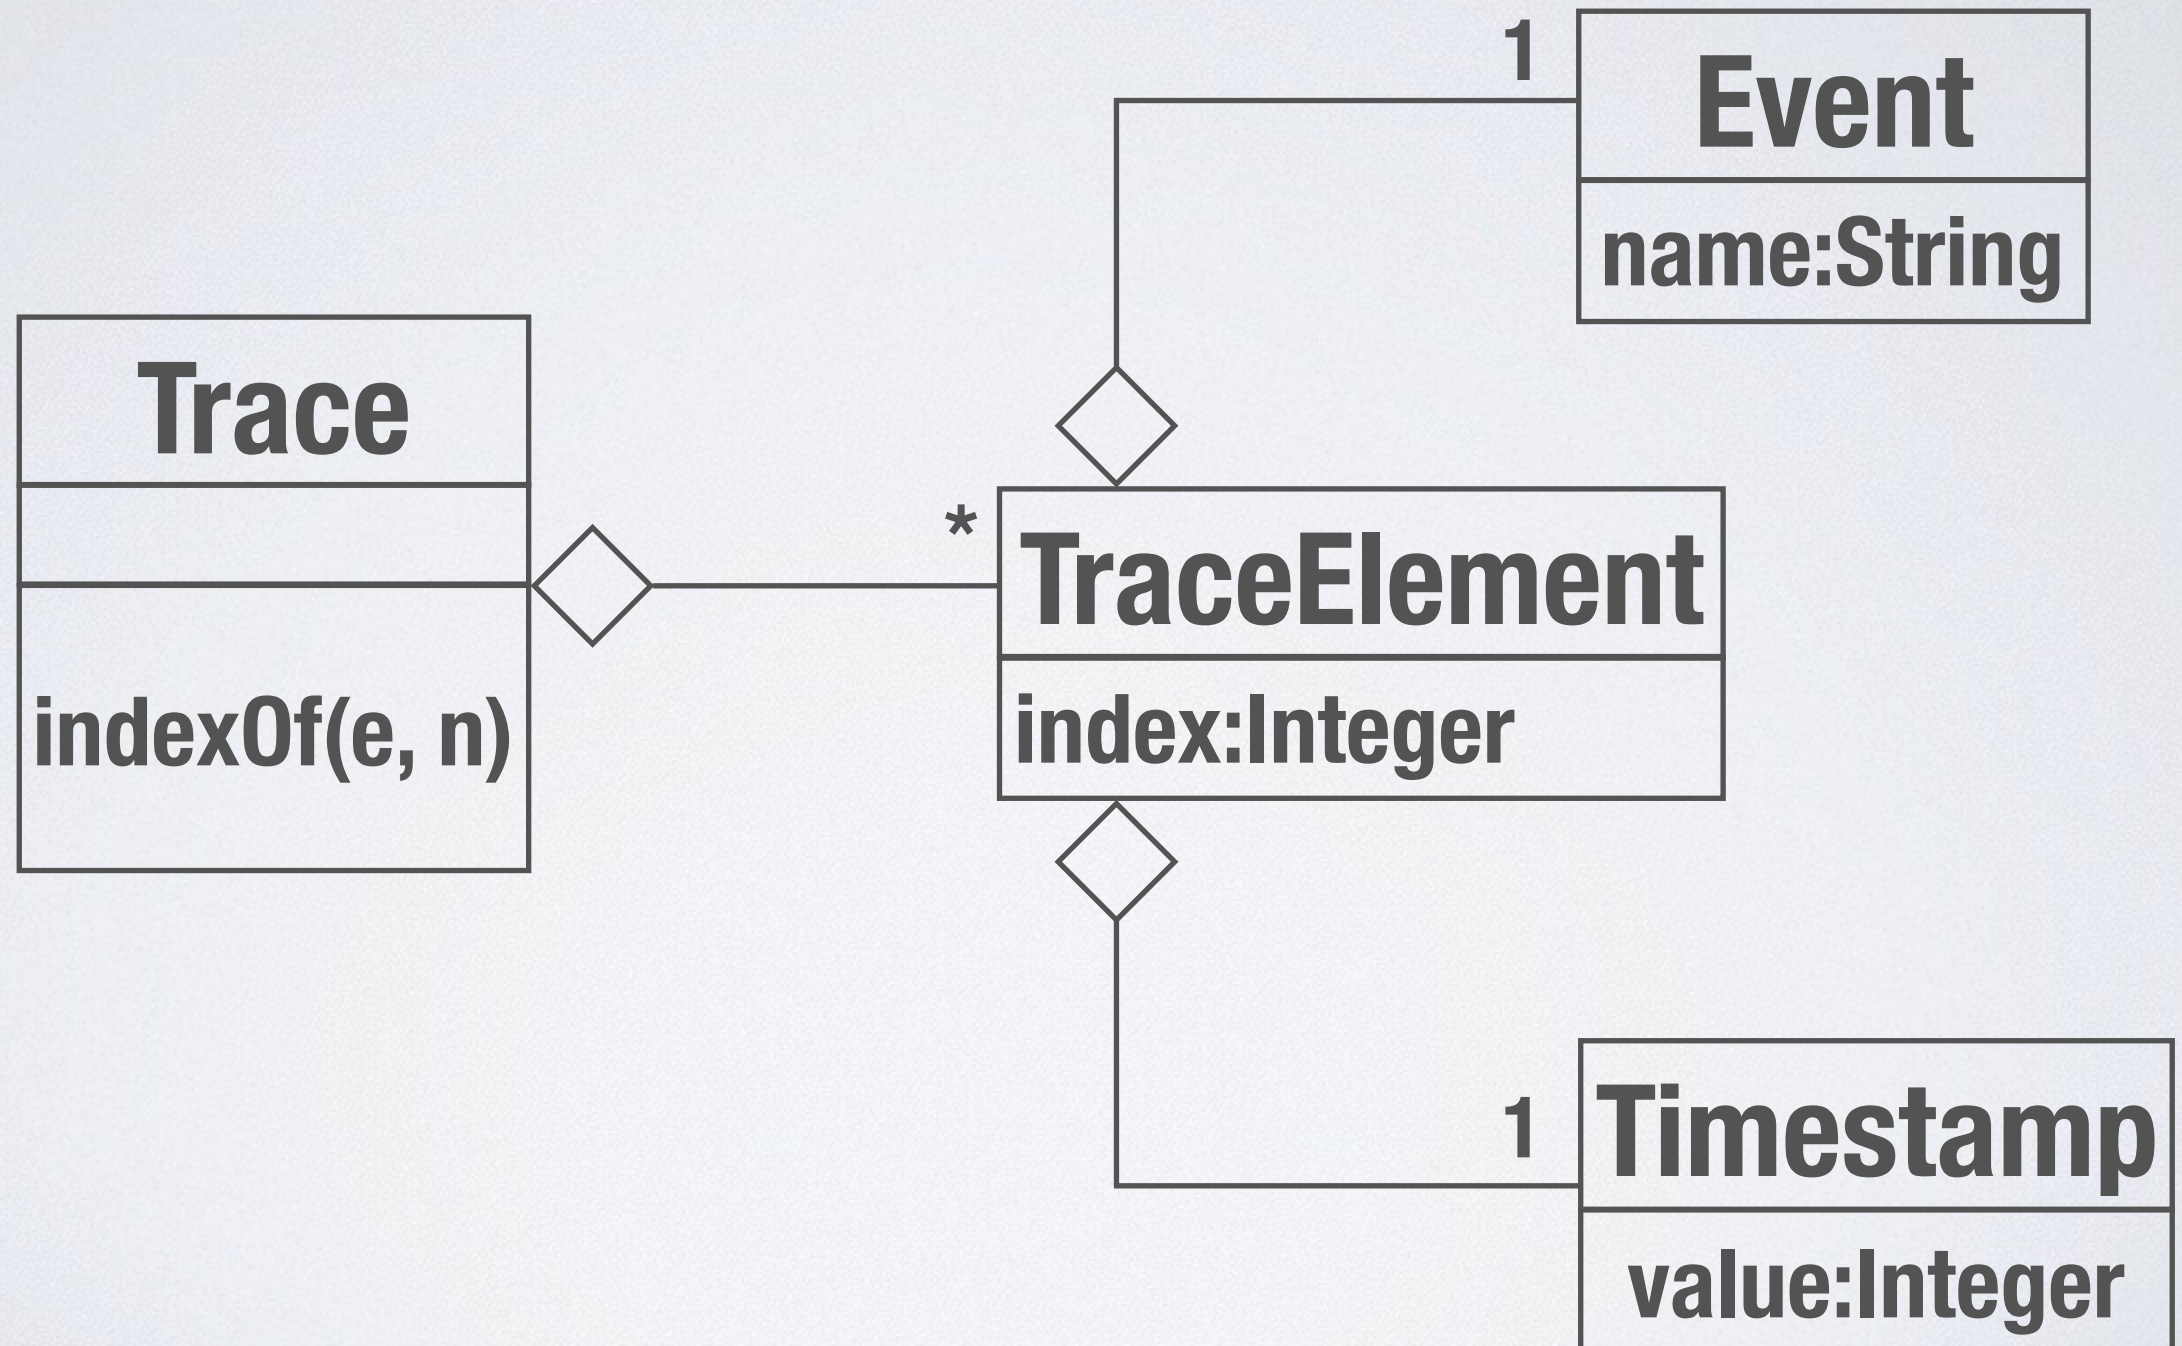 1
Event
name:String
Trace
indexOf(e, n)
*
TraceElement
index:Integer
1
Timestamp
value:Integer